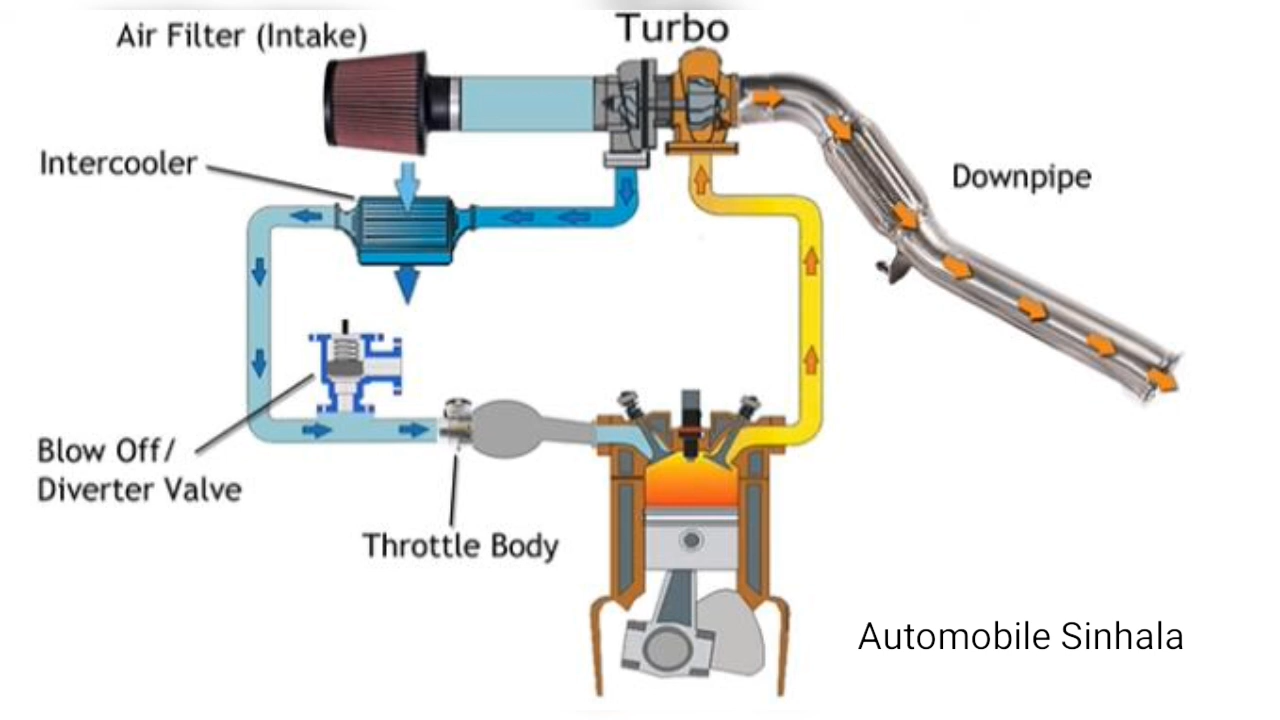 Air Filter (Intake)
Turbo
Intercooler
Downpipe
Blow Off/
Diverter Valve
Throttle Body
Automobile Sinhala